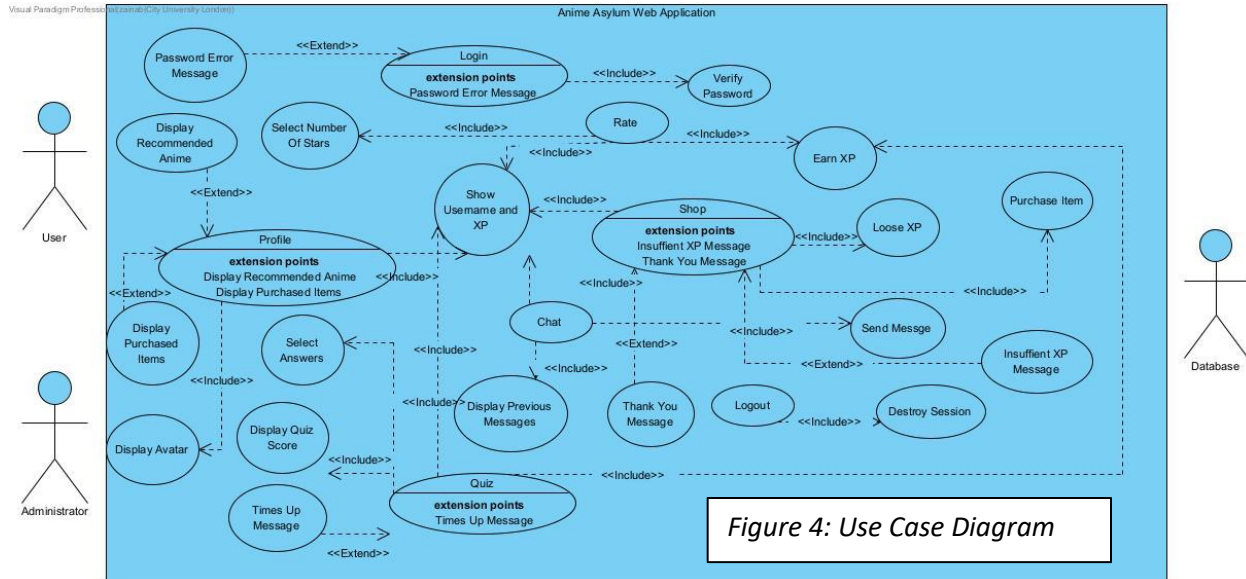 Visual Paradigm Professional(zainab(City University London))
Anime Asylum Web Application
Password Error
Message
<<Extend>>
Login
extension points
Password Error Message
<<Include>>
Verify
Password
User
Display
Recommended
Anime
Select Number
Of Stars
<<Include>>
Rate
<<Include>>
<<Include>>
Earn XP
<<Extend>>
Show
Username and
XP
<<Include>>
Shop
extension points
Insuffient XP Message
Thank You Message
<<Include>>
Loose XP
Purchase Item
Profile
extension points
Display Recommended Anime
Display Purchased Items
<<Include>>
<<Extend>>
Display
Purchased
Items
Select
Answers
Chat
<<Include>>
Send Messge
<<Include>>
<<Extend>>
<<Extend>>
Insuffient XP
Message
Database
<<Include>>
<<Include>>
<<Include>>
Display Previous
Messages
Thank You
Message
Logout
<<Include>>
Destroy Session
Administrator
Display Avatar
Display Quiz
Score
<<Include>>
<<Include>>
Quiz
extension points
Times Up Message
Times Up
Message
<<Extend>>
Figure 4: Use Case Diagram